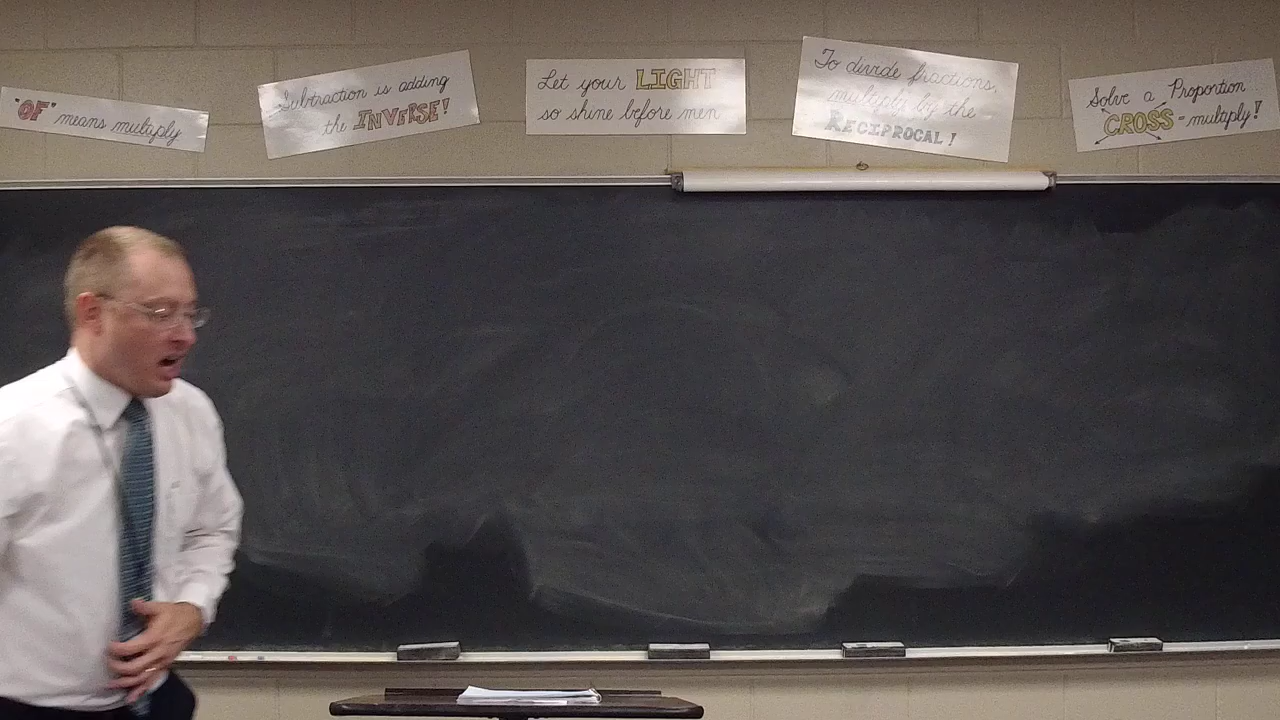 "OF" means multiply
Subtraction is adding
the INVERSE!
Let your LIGHT
so shine before men
To divide fractions,
multiply by the
RECIPROCAL!
Solve a Proportion
CROSS-multiply!